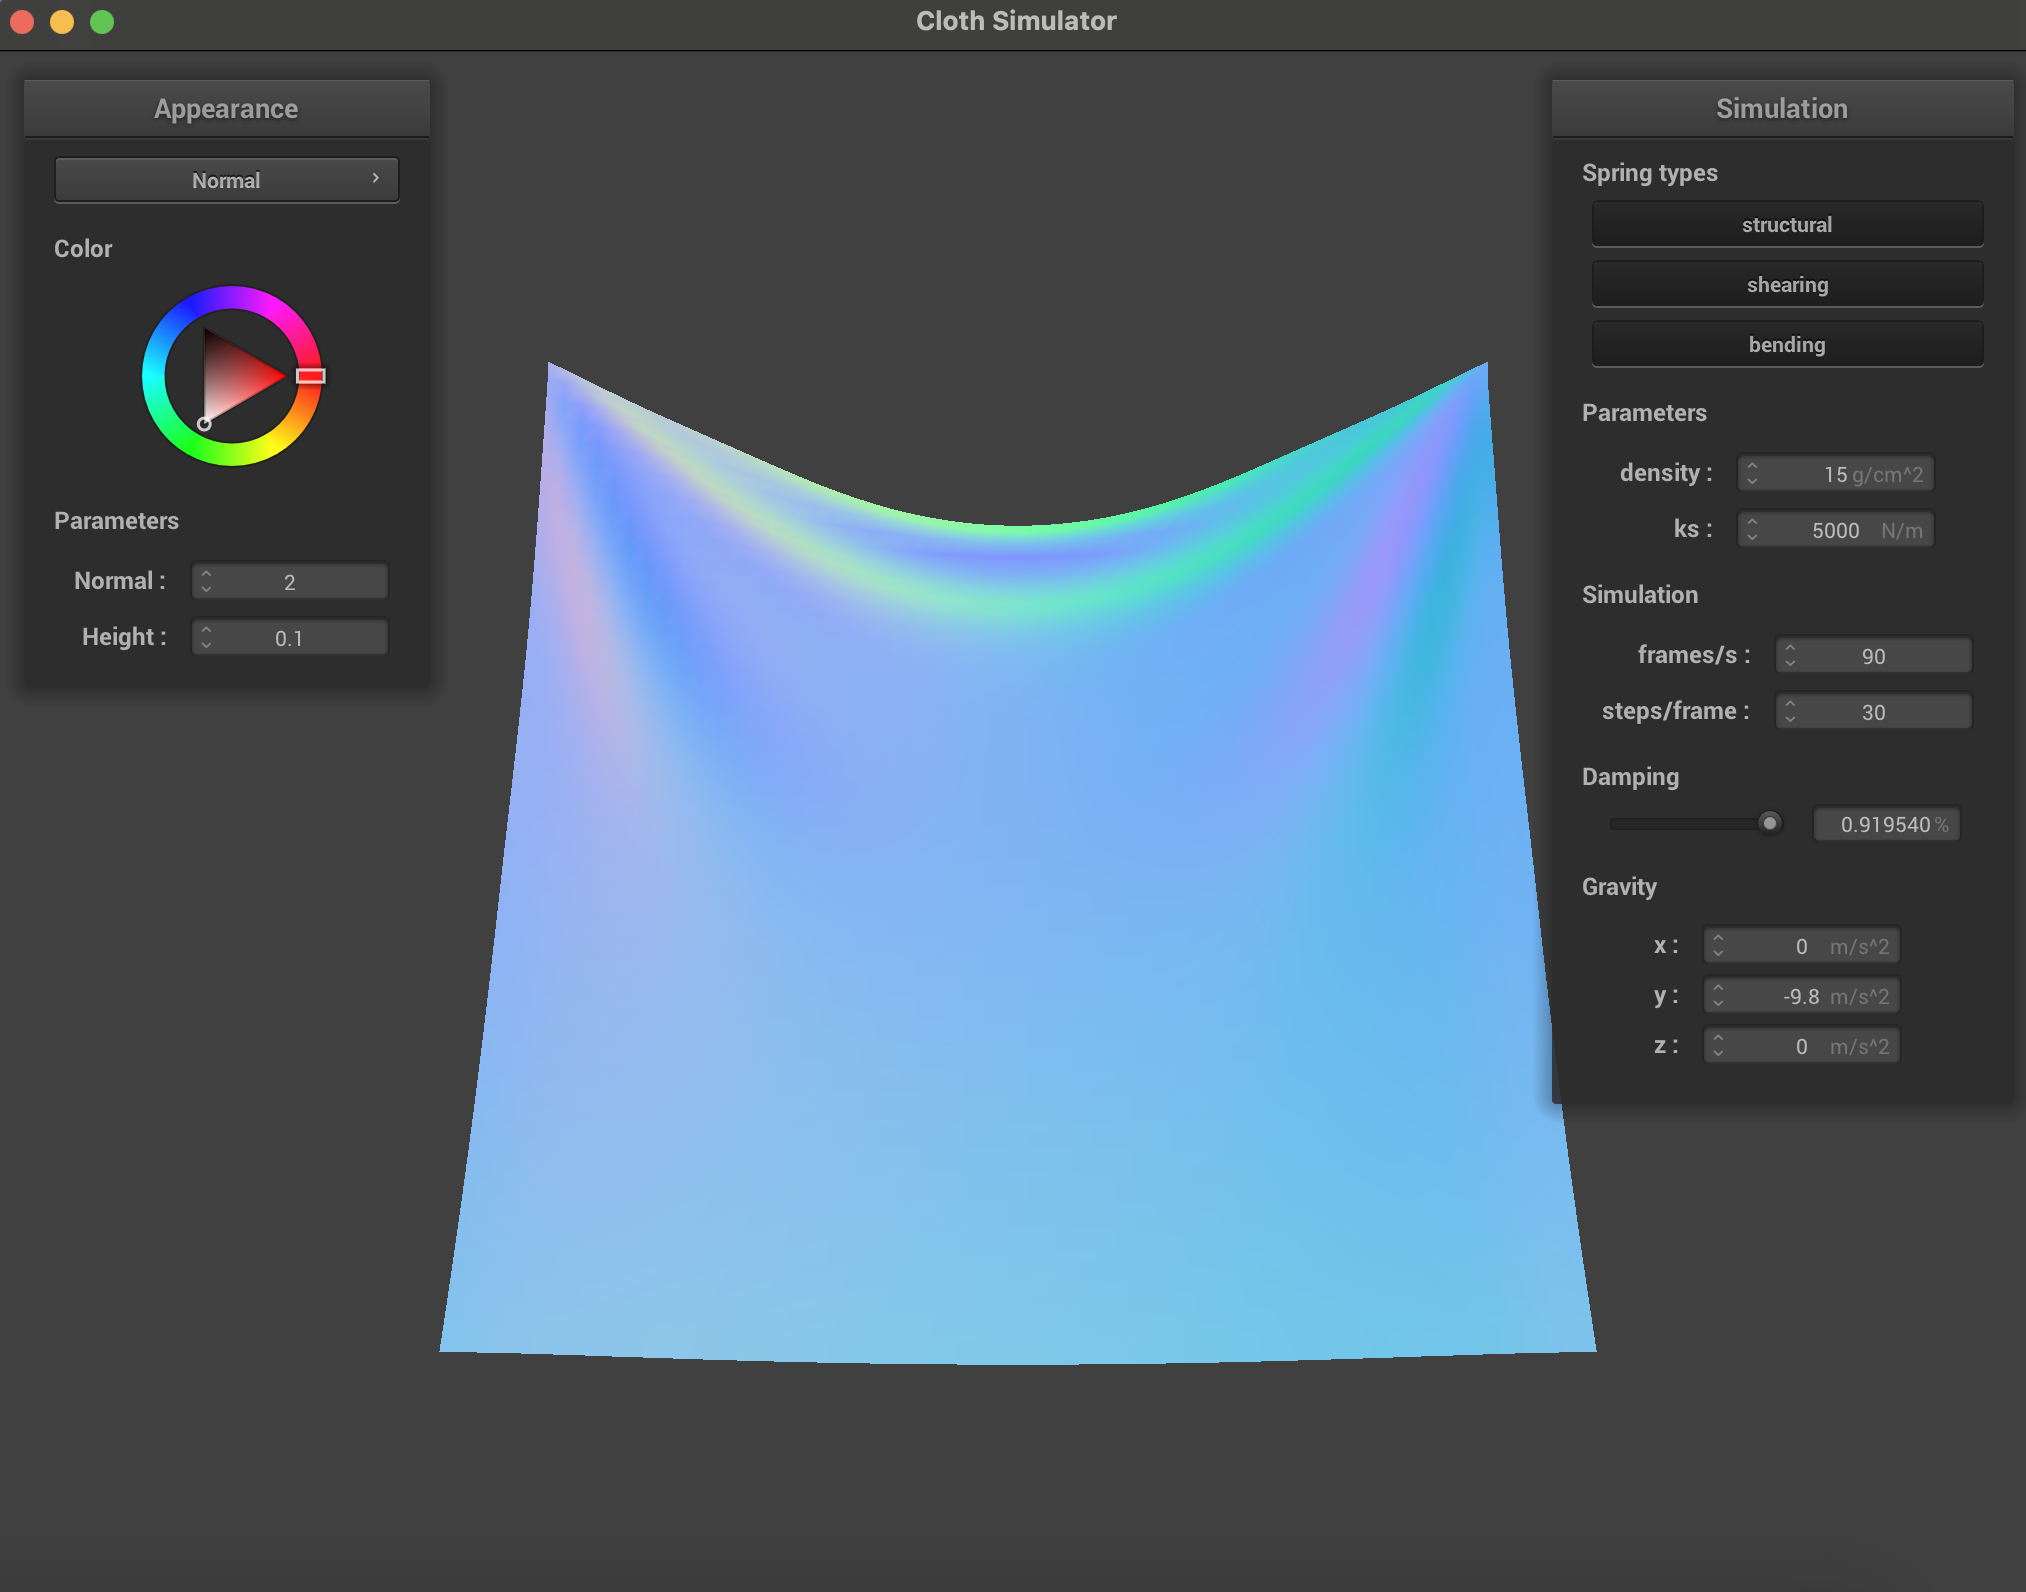 Cloth Simulator
Appearance
Normal
Color
Parameters
Normal : 2
Height : 0.1
Simulation
Spring types
structural
shearing
bending
Parameters
density : 15 g/cm^2
ks : 5000 N/m
Simulation
frames/s : 90
steps/frame : 30
Damping
0.919540 %
Gravity
x : 0 m/s^2
y : -9.8 m/s^2
z : 0 m/s^2